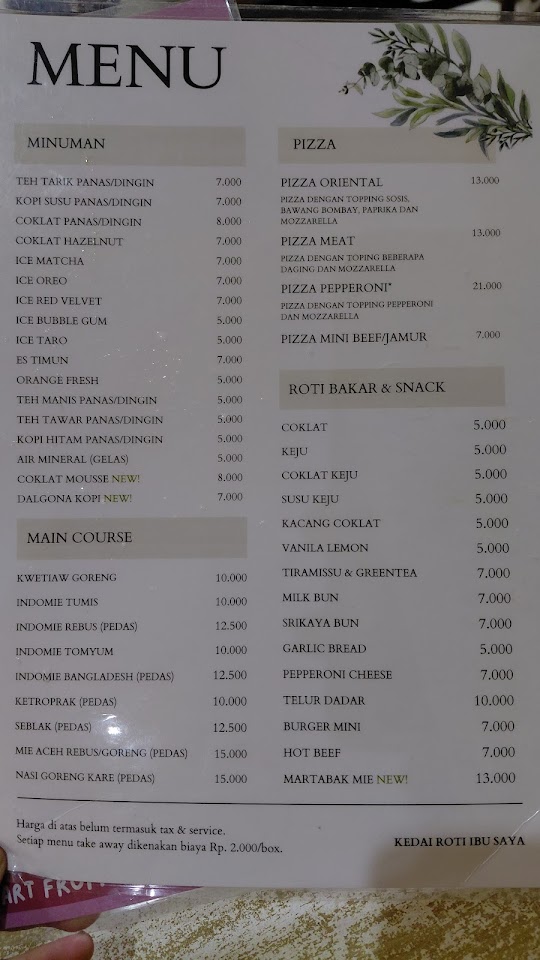 MENU
MINUMAN
TEH TARIK PANAS/DINGIN 7.000
KOPI SUSU PANAS/DINGIN 7.000
COKLAT PANAS/DINGIN 8.000
COKLAT HAZELNUT 7.000
ICE MATCHA 7.000
ICE OREO 7.000
ICE RED VELVET 7.000
ICE BUBBLE GUM 5.000
ICE TARO 5.000
ES TIMUN 7.000
ORANGE FRESH 5.000
TEH MANIS PANAS/DINGIN 5.000
TEH TAWAR PANAS/DINGIN 5.000
KOPI HITAM PANAS/DINGIN 5.000
AIR MINERAL (GELAS) 5.000
COKLAT MOUSSE NEW! 8.000
DALGONA KOPI NEW! 7.000
MAIN COURSE
KWETIAW GORENG 10.000
INDOMIE TUMIS 10.000
INDOMIE REBUS (PEDAS) 12.500
INDOMIE TOMYUM 10.000
INDOMIE BANGLADESH (PEDAS) 12.500
KETROPRAK (PEDAS) 10.000
SEBLAK (PEDAS) 12.500
MIE ACEH REBUS/GORENG (PEDAS) 15.000
NASI GORENG KARE (PEDAS) 15.000
PIZZA
PIZZA ORIENTAL 13.000
PIZZA DENGAN TOPPING SOSIS,
BAWANG BOMBAY, PAPRIKA DAN
MOZZARELLA
PIZZA MEAT 13.000
PIZZA DENGAN TOPING BEBERAPA
DAGING DAN MOZZARELLA
PIZZA PEPPERONI* 21.000
PIZZA DENGAN TOPPING PEPPERONI
DAN MOZZARELLA
PIZZA MINI BEEF/JAMUR 7.000
ROTI BAKAR & SNACK
COKLAT 5.000
KEJU 5.000
COKLAT KEJU 5.000
SUSU KEJU 5.000
KACANG COKLAT 5.000
VANILA LEMON 5.000
TIRAMISSU & GREENTEA 7.000
MILK BUN 7.000
SRIKAYA BUN 7.000
GARLIC BREAD 5.000
PEPPERONI CHEESE 7.000
TELUR DADAR 10.000
BURGER MINI 7.000
HOT BEEF 7.000
MARTABAK MIE NEW! 13.000
Harga di atas belum termasuk tax & service.
Setiap menu take away dikenakan biaya Rp. 2.000/box.
KEDAI ROTI IBU SAYA